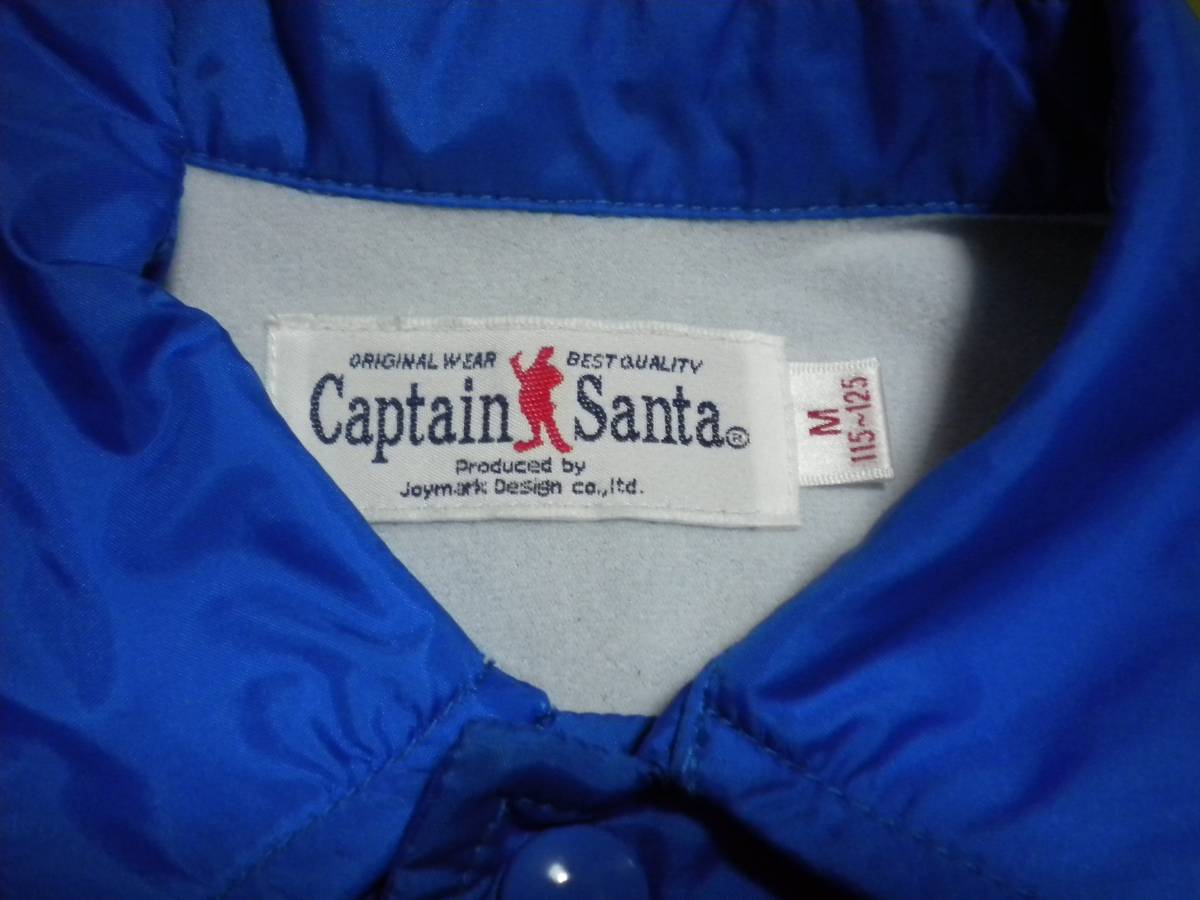 ORIGINAL WEAR BEST QUALITY
Captain Santa®
Produced by
Joymark Design co.,ltd.
M
115~125